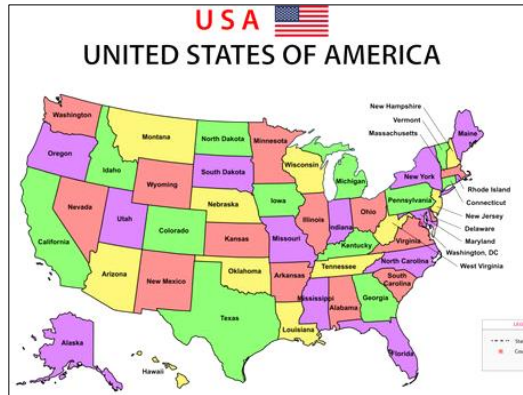 USA
UNITED STATES OF AMERICA
Washington
Montana
North Dakota
Minnesota
New Hampshire
Vermont
Massachusetts
Maine
Oregon
Idaho
Wyoming
South Dakota
Wisconsin
Michigan
New York
Rhode Island
Connecticut
New Jersey
Delaware
Maryland
Washington, DC
West Virginia
Nevada
Utah
Colorado
Nebraska
Iowa
Illinois
Indiana
Ohio
Pennsylvania
California
Kansas
Missouri
Kentucky
Virginia
Arizona
New Mexico
Oklahoma
Arkansas
Tennessee
North Carolina
South
Carolina
Texas
Louisiana
Mississippi
Alabama
Georgia
Florida
Alaska
Hawaii